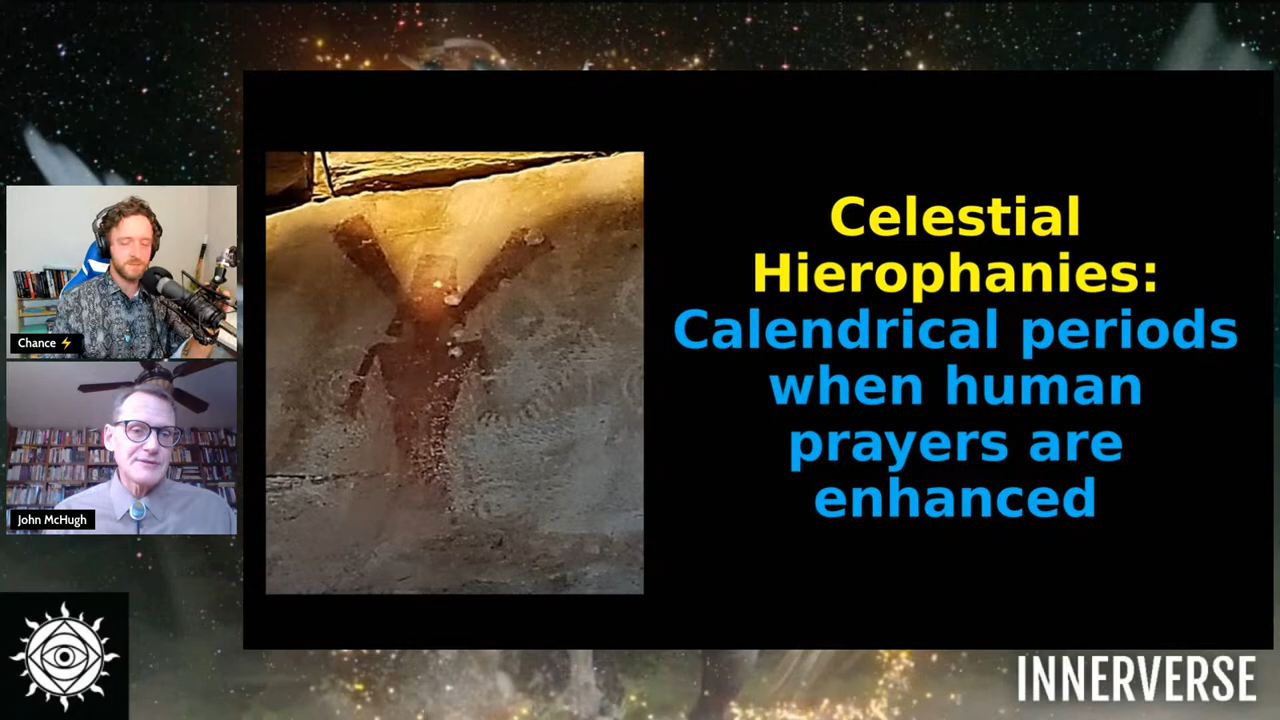 Celestial
Hierophanies:
Calendrical periods
when human
prayers are
enhanced
Chance
John McHugh
INNERVERSE